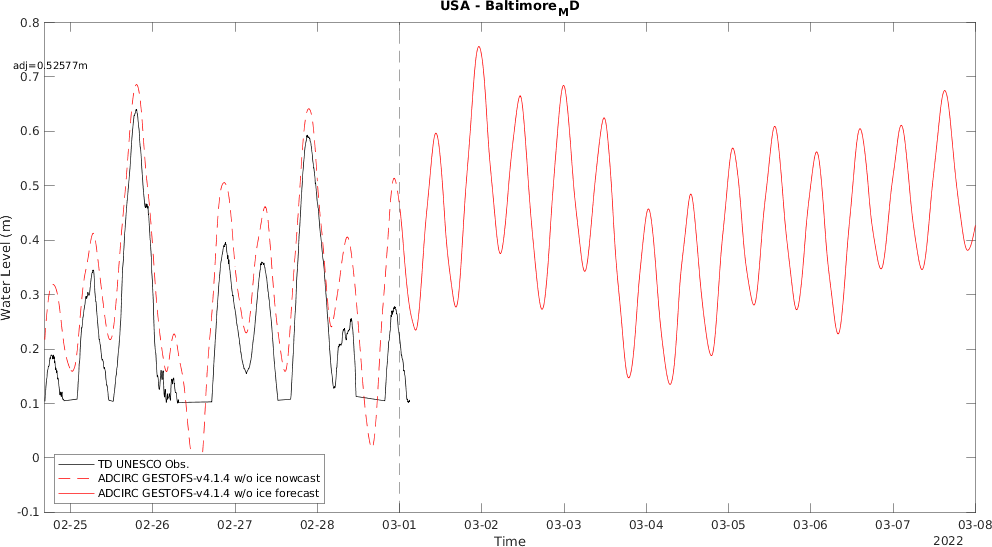 USA - Baltimore_MD
adj=0.52577m
0.8
0.7
0.6
0.5
0.4
0.3
0.2
0.1
0
-0.1
Water Level (m)
TD UNESCO Obs.
ADCIRC GESTOFS-v4.1.4 w/o ice nowcast
ADCIRC GESTOFS-v4.1.4 w/o ice forecast
02-25 02-26 02-27 02-28 03-01 03-02 03-03 03-04 03-05 03-06 03-07 03-08
Time
2022